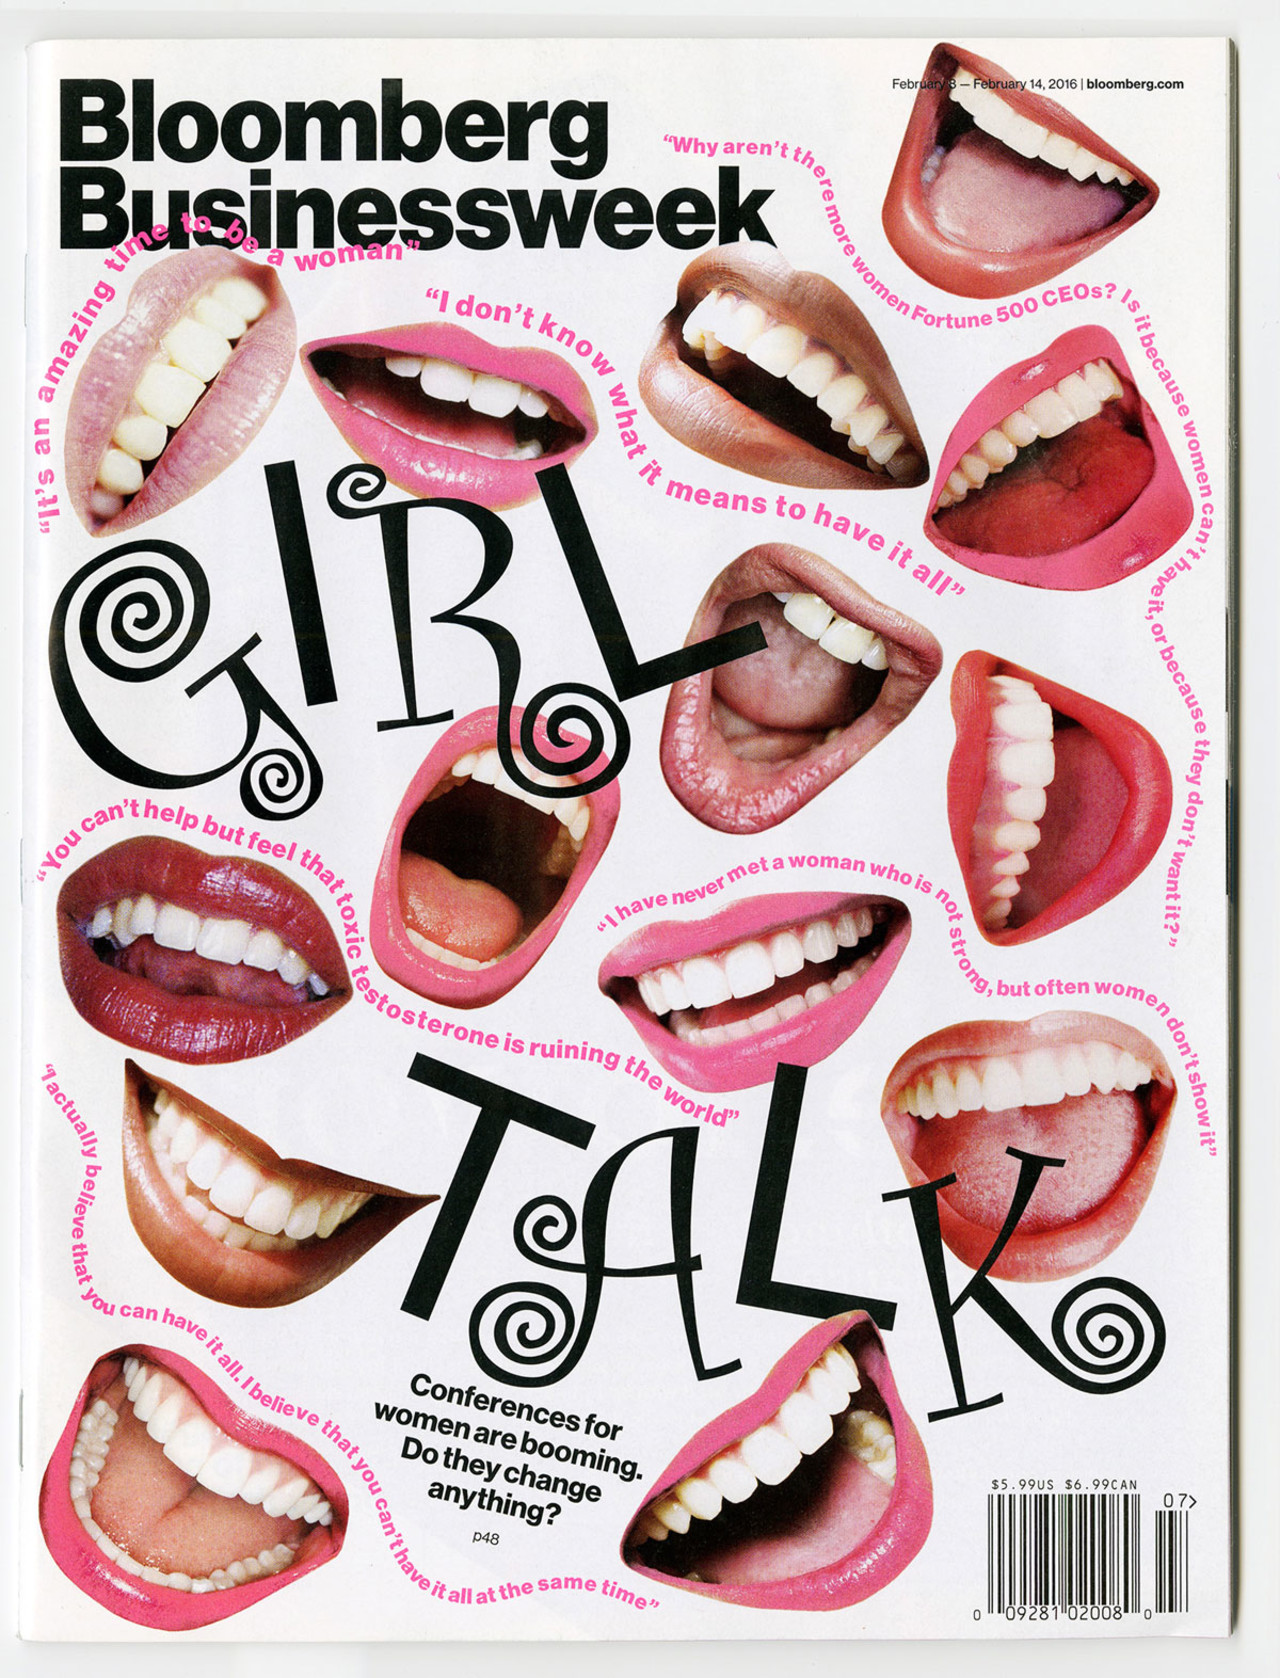 February 8 — February 14, 2016 | bloomberg.com
Bloomberg
Businessweek
“Why aren’t there more women Fortune 500 CEOs? Is it because women can’t have it, or because they don’t want it?”
“It’s an amazing time to be a woman”
“I don’t know what it means to have it all”
GIRL
“You can’t help but feel that toxic testosterone is ruining the world”
“I have never met a woman who is not strong, but often women don’t show it”
TALK
“I actually believe that you can have it all. I believe that you can’t have it all at the same time”
Conferences for
women are booming.
Do they change
anything?
p48
$5.99US $6.99CAN
07>
0 09281 02008 0